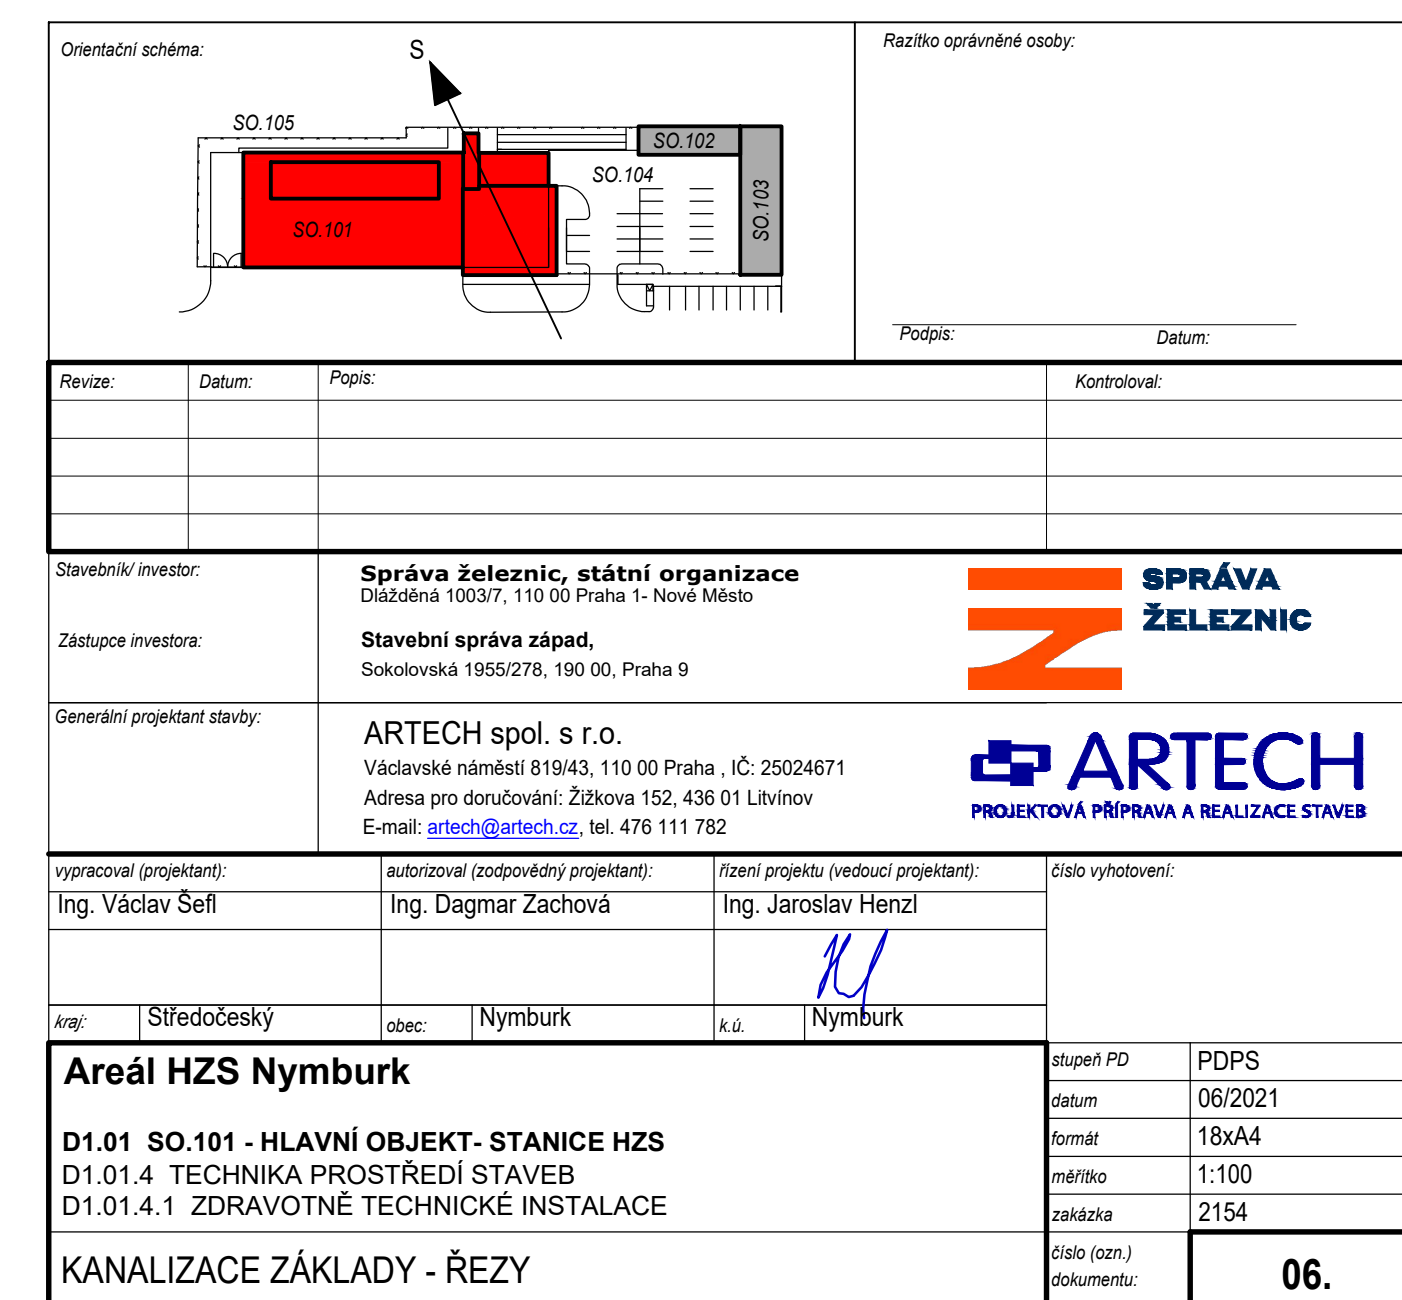 Orientační schéma:
S
SO.105
SO.102
SO.104
SO.103
SO.101
Razítko oprávněné osoby:
Podpis: Datum:
Revize: Datum: Popis: Kontroloval:
Stavebník/ investor:
Správa železnic, státní organizace
Dlážděná 1003/7, 110 00 Praha 1- Nové Město
Zástupce investora:
Stavební správa západ,
Sokolovská 1955/278, 190 00, Praha 9
SPRÁVA
ŽELEZNIC
Generální projektant stavby:
ARTECH spol. s r.o.
Václavské náměstí 819/43, 110 00 Praha , IČ: 25024671
Adresa pro doručování: Žižkova 152, 436 01 Litvínov
E-mail: artech@artech.cz, tel. 476 111 782
ARTECH
PROJEKTOVÁ PŘÍPRAVA A REALIZACE STAVEB
vypracoval (projektant): autorizoval (zodpovědný projektant): řízení projektu (vedoucí projektant): číslo vyhotovení:
Ing. Václav Šefl Ing. Dagmar Zachová Ing. Jaroslav Henzl
kraj: Středočeský obec: Nymburk k.ú. Nymburk
Areál HZS Nymburk
D1.01 SO.101 - HLAVNÍ OBJEKT- STANICE HZS
D1.01.4 TECHNIKA PROSTŘEDÍ STAVEB
D1.01.4.1 ZDRAVOTNĚ TECHNICKÉ INSTALACE
KANALIZACE ZÁKLADY - ŘEZY
stupeň PD PDPS
datum 06/2021
formát 18xA4
měřítko 1:100
zakázka 2154
číslo (ozn.)
dokumentu: 06.